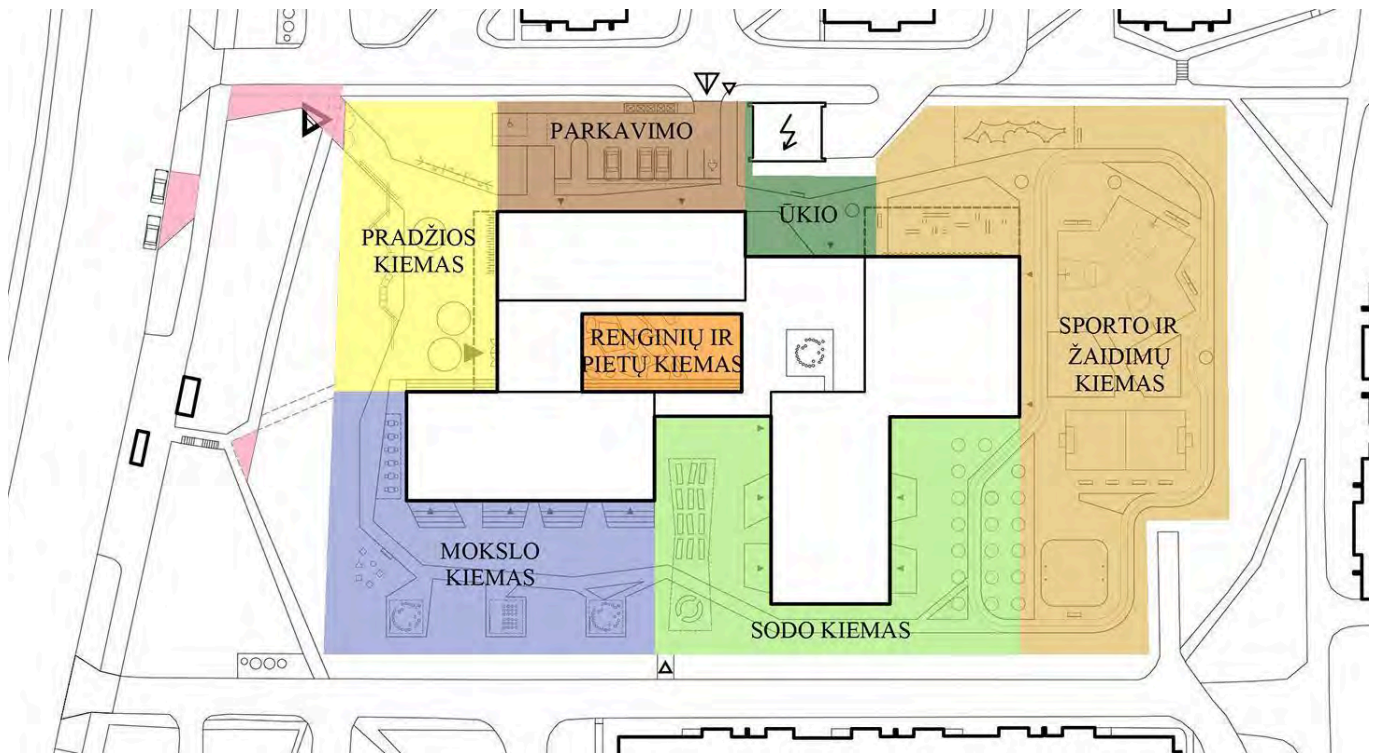 PARKAVIMO
ŪKIO
PRADŽIOS
KIEMAS
RENGINIŲ IR
PIETŲ KIEMAS
SPORTO IR
ŽAIDIMŲ
KIEMAS
MOKSLO
KIEMAS
SODO KIEMAS